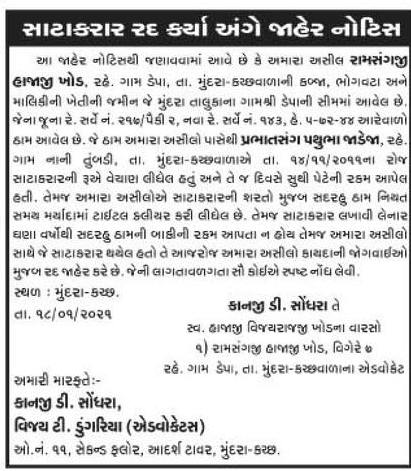 સાટાકરાર રદ કર્યા અંગે જાહેર નોટિસ
આ જાહેર નોટિસથી જણાવવામાં આવે છે કે અમારા અસીલ રામસંગજી
હાજાજી ખોડ, રહે. ગામ ડેપા, તા. મુંદરા-કચ્છવાળાની કબ્જા, ભોગવટા અને
માલિકીની ખેતીની જમીન જે મુંદરા તાલુકાના ગામશ્રી ડેપાની સીમમાં આવેલ છે.
જેના જૂના રે. સર્વે નં. ૨૧૭/પૈકી ૨, નવા રે. સર્વે નં. ૧૪૩, હે. ૫-૭૨-૪૪ આરેવાળો
ઠામ આવેલ છે. જે ઠામ અમારા અસીલો પાસેથી પ્રભાતસંગ પથુભા જાડેજા, રહે.
ગામ નાની તુંબડી, તા. મુંદરા-કચ્છવાળાએ તા. ૧૪/૧૧/૨૦૧૧ના રોજ
સાટાકરારની રૂએ વેચાણ લીધેલ હતું અને તે જ દિવસે સુથી પેટેની રકમ આપેલ
હતી. તેમજ અમારા અસીલોએ સાટાકરારની શરતો મુજબ સદરહુ ઠામ નિયત
સમય મર્યાદામાં ટાઈટલ કલીયર કરી લીધેલ છે. તેમજ સાટાકરાર લખાવી લેનાર
ઘણા વર્ષોથી સદરહુ ઠામની બાકીની રકમ આપતા ન હોય તેમજ અમારા અસીલો
સાથે જે સાટાકરાર થયેલ હતો તે આજરોજ અમારા અસીલો કાયદાની જોગવાઈઓ
મુજબ રદ જાહેર કરે છે. જેની લાગતાવળગતા સૌ કોઈએ સ્પષ્ટ નોંધ લેવી.
સ્થળ : મુંદરા-કચ્છ.
તા. ૧૮/૦૧/૨૦૨૧
કાનજી ડી. સોંધરા તે
સ્વ. હાજાજી વિજયરાજજી ખોડના વારસો
૧) રામસંગજી હાજાજી ખોડ, વિગેરે ૭
રહે. ગામ ડેપા, તા. મુંદરા-કચ્છવાળાના એડવોકેટ
અમારી મારફતે:-
કાનજી ડી. સોંધરા,
વિજય ટી. ડુંગરિયા (એડવોકેટસ)
ઓ.નં. ૧૧, સેકન્ડ ફ્લોર, આદર્શ ટાવર, મુંદરા-કચ્છ.